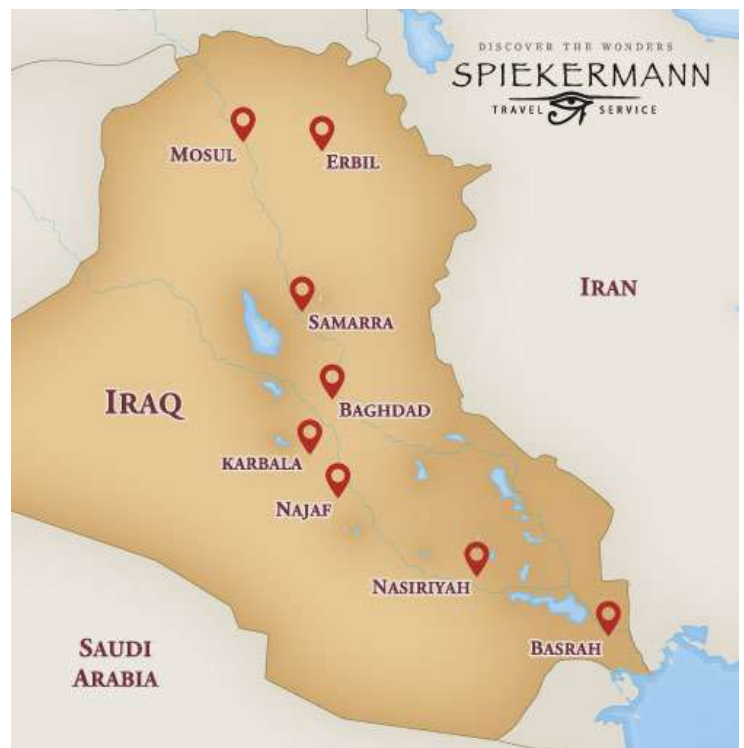 DISCOVER THE WONDERS
SPIEKERMANN
TRAVEL SERVICE
MOSUL
ERBIL
IRAN
SAMARRA
IRAQ
BAGHDAD
KARBALA
NAJAF
NASIRIYAH
BASRAH
SAUDI
ARABIA